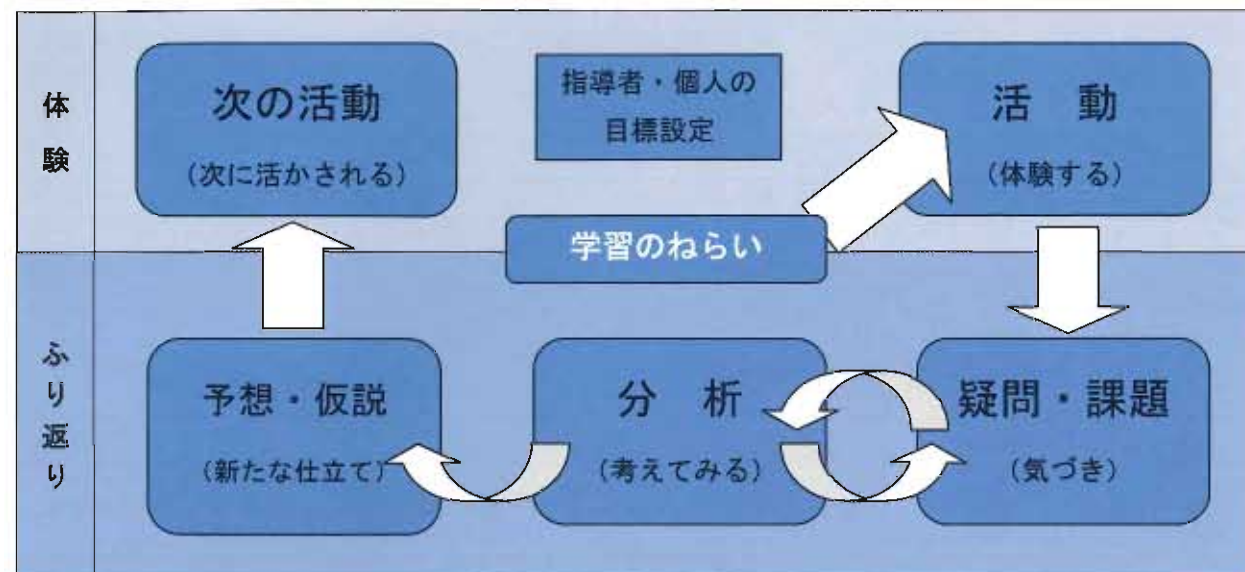 体験
次の活動
(次に活かされる)
指導者・個人の
目標設定
活 動
(体験する)
学習のねらい
ふり返り
予想・仮説
(新たな仕立て)
分 析
(考えてみる)
疑問・課題
(気づき)